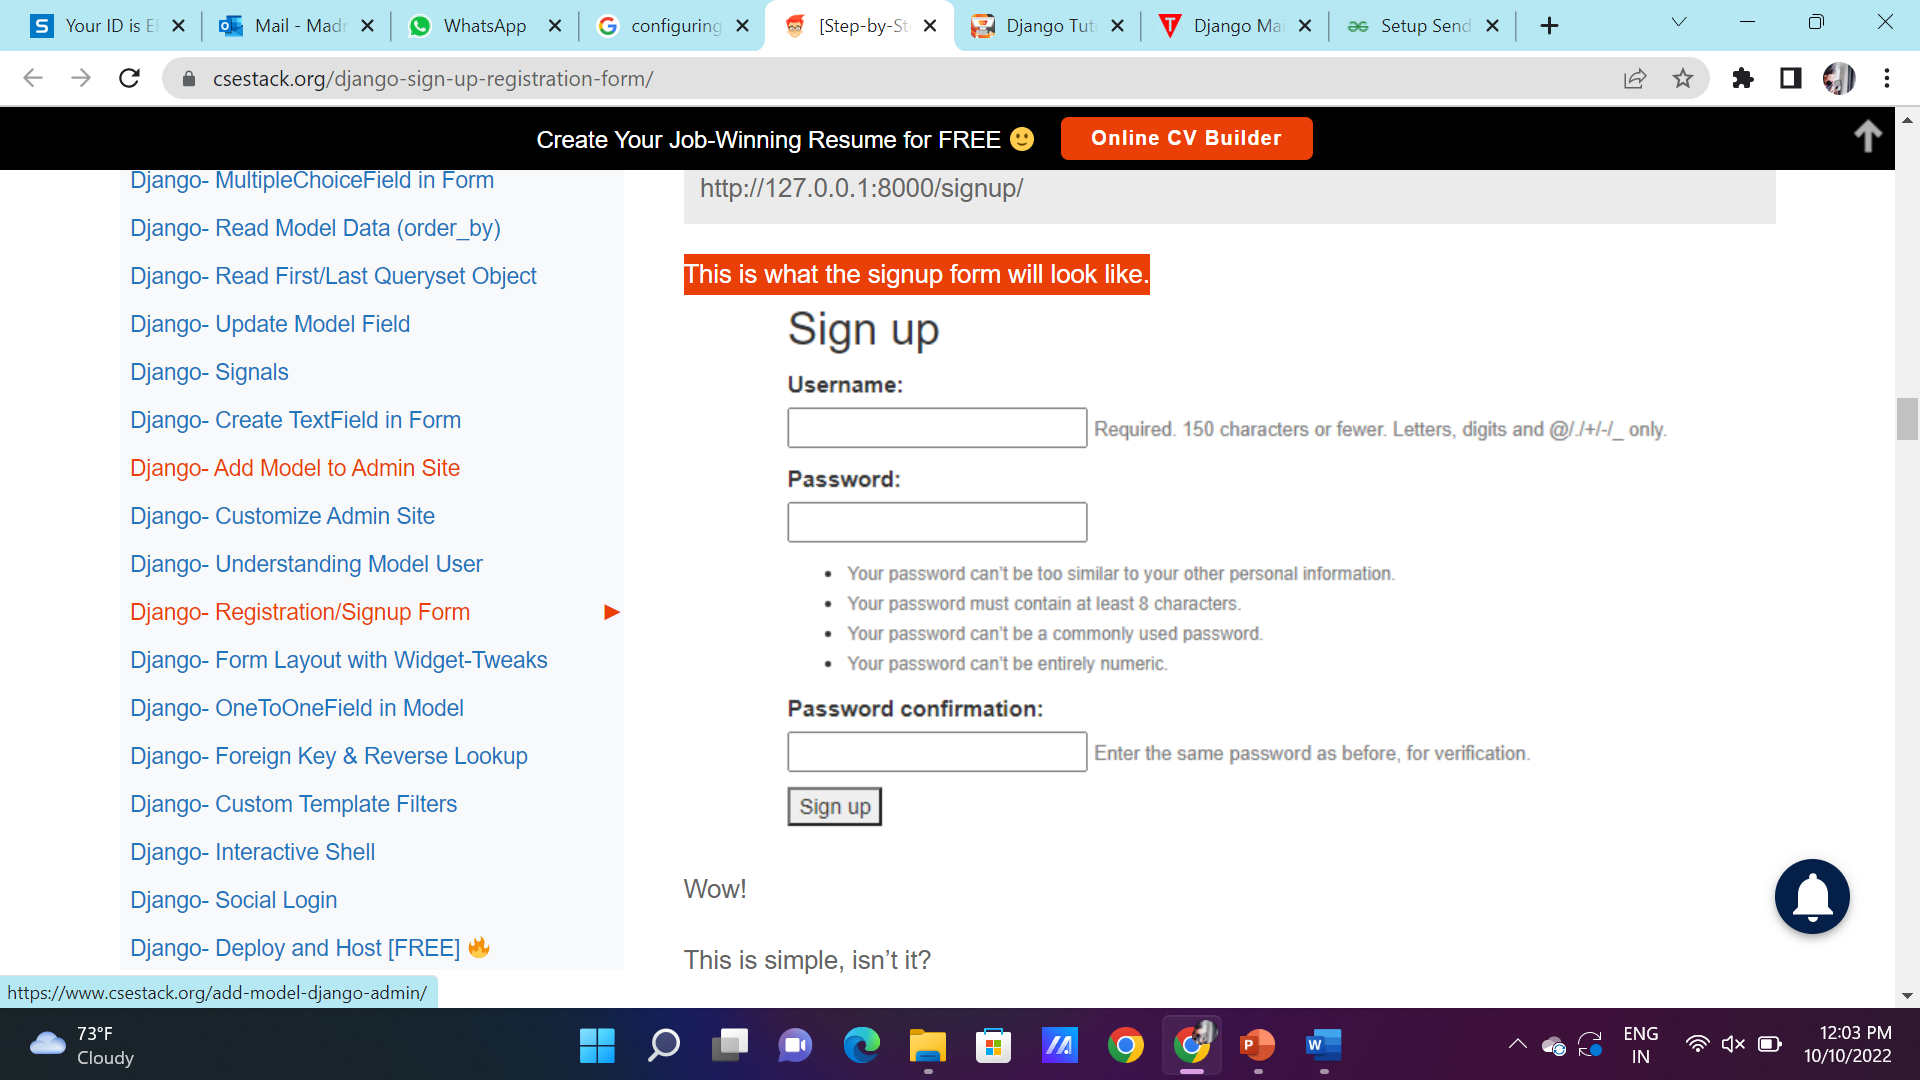 Your ID is El
Mail - Madr
WhatsApp
configuring
[Step-by-St
Django Tuto
Django Mai
Setup Send
csestack.org/django-sign-up-registration-form/
Create Your Job-Winning Resume for FREE
Online CV Builder
Django- MultipleChoiceField in Form
Django- Read Model Data (order_by)
Django- Read First/Last Queryset Object
Django- Update Model Field
Django- Signals
Django- Create TextField in Form
Django- Add Model to Admin Site
Django- Customize Admin Site
Django- Understanding Model User
Django- Registration/Signup Form
Django- Form Layout with Widget-Tweaks
Django- OneToOneField in Model
Django- Foreign Key & Reverse Lookup
Django- Custom Template Filters
Django- Interactive Shell
Django- Social Login
Django- Deploy and Host [FREE]
http://127.0.0.1:8000/signup/
This is what the signup form will look like.
Sign up
Username:
Required. 150 characters or fewer. Letters, digits and @/./+/-/_ only.
Password:
Your password can't be too similar to your other personal information.
Your password must contain at least 8 characters.
Your password can't be a commonly used password.
Your password can't be entirely numeric.
Password confirmation:
Enter the same password as before, for verification.
Sign up
Wow!
This is simple, isn't it?
https://www.csestack.org/add-model-django-admin/
73°F
Cloudy
ENG
IN
12:03 PM
10/10/2022